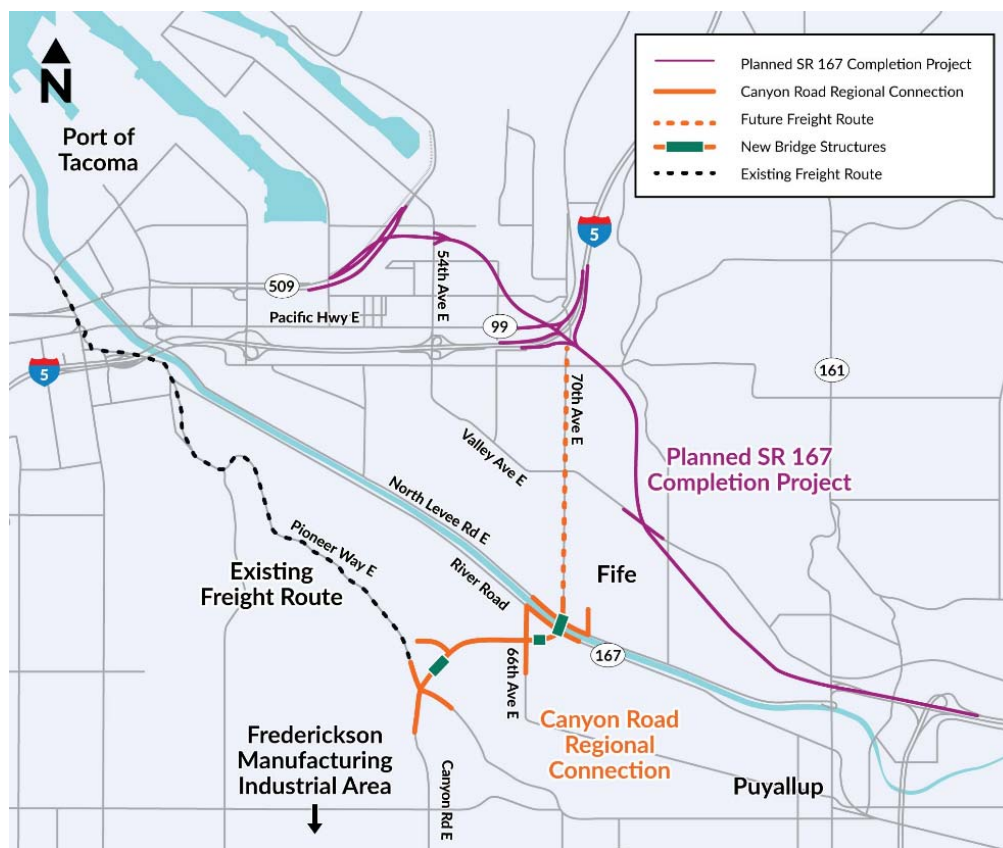 N
Port of
Tacoma
Planned SR 167 Completion Project
Canyon Road Regional Connection
Future Freight Route
New Bridge Structures
Existing Freight Route
5
54th Ave E
509
Pacific Hwy E
99
5
161
70th Ave E
Valley Ave E
Planned SR 167
Completion Project
North Levee Rd E
Pioneer Way E
River Road
Existing
Freight Route
Fife
167
66th Ave E
Canyon Road
Regional
Connection
Frederickson
Manufacturing
Industrial Area
Canyon Rd E
Puyallup